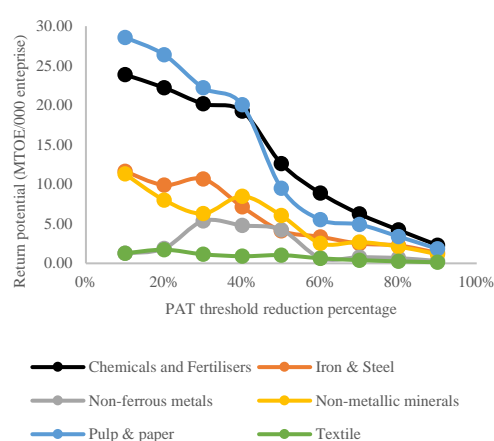 30.00
25.00
20.00
15.00
10.00
5.00
0.00
Return potential (MTOE/000 enteprise)
0% 20% 40% 60% 80% 100%
PAT threshold reduction percentage
Chemicals and Fertilisers Iron & Steel
Non-ferrous metals Non-metallic minerals
Pulp & paper Textile